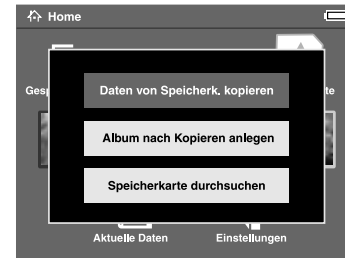 Home
Daten von Speicherk. kopieren
Album nach Kopieren anlegen
Speicherkarte durchsuchen
Aktuelle Daten
Einstellungen